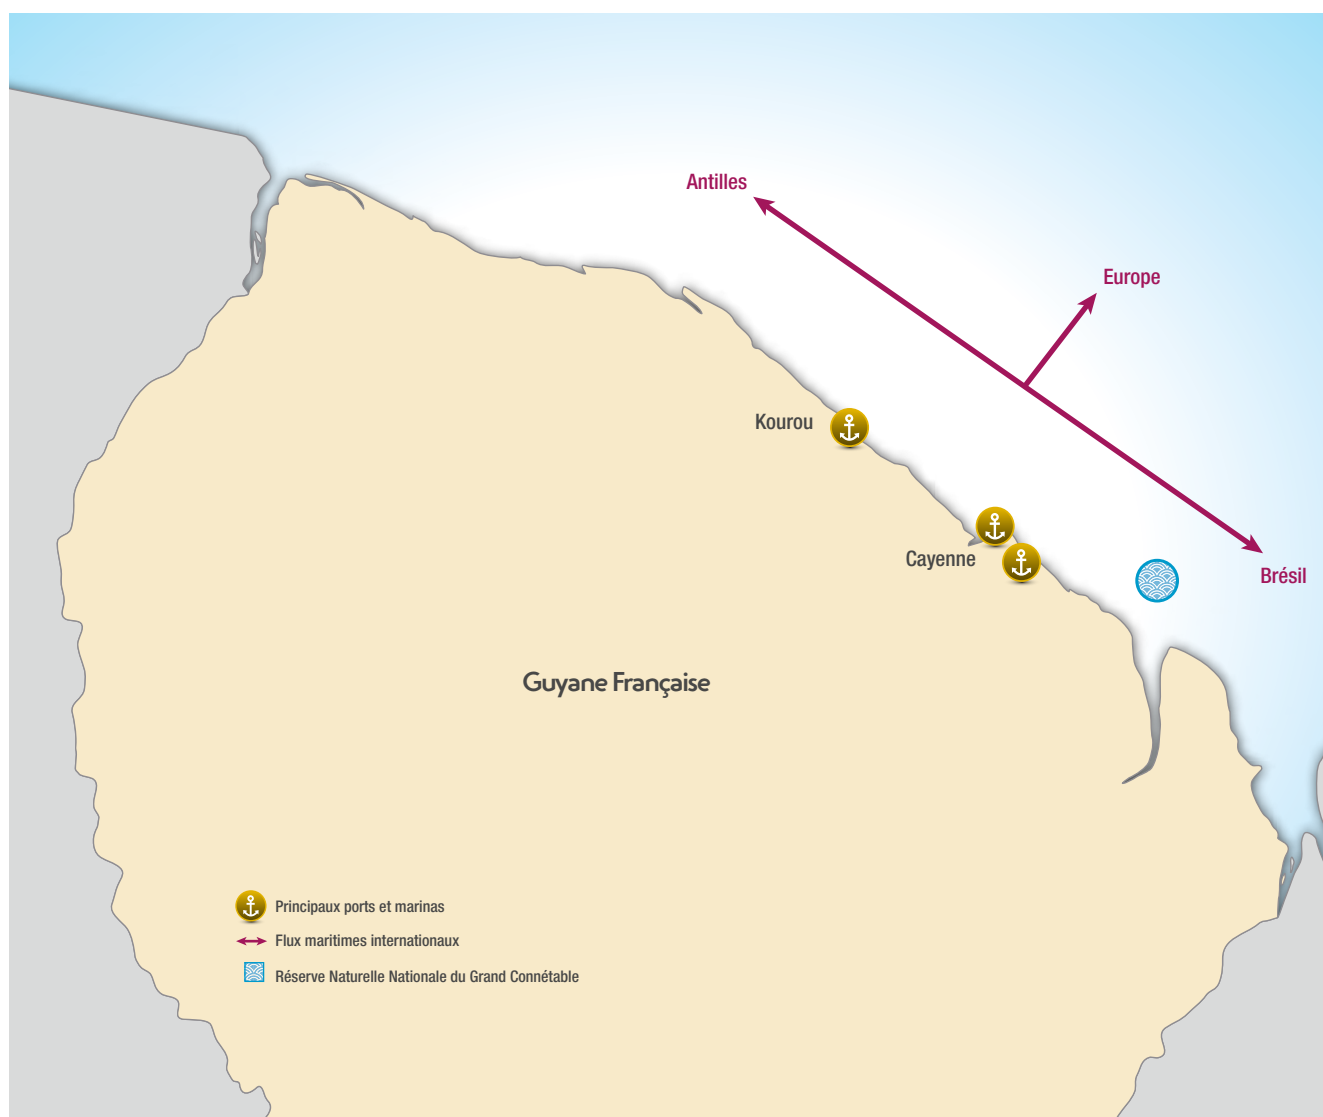 Antilles
Europe
Kourou
Cayenne
Brésil
Guyane Française
Principaux ports et marinas
Flux maritimes internationaux
Réserve Naturelle Nationale du Grand Connétable